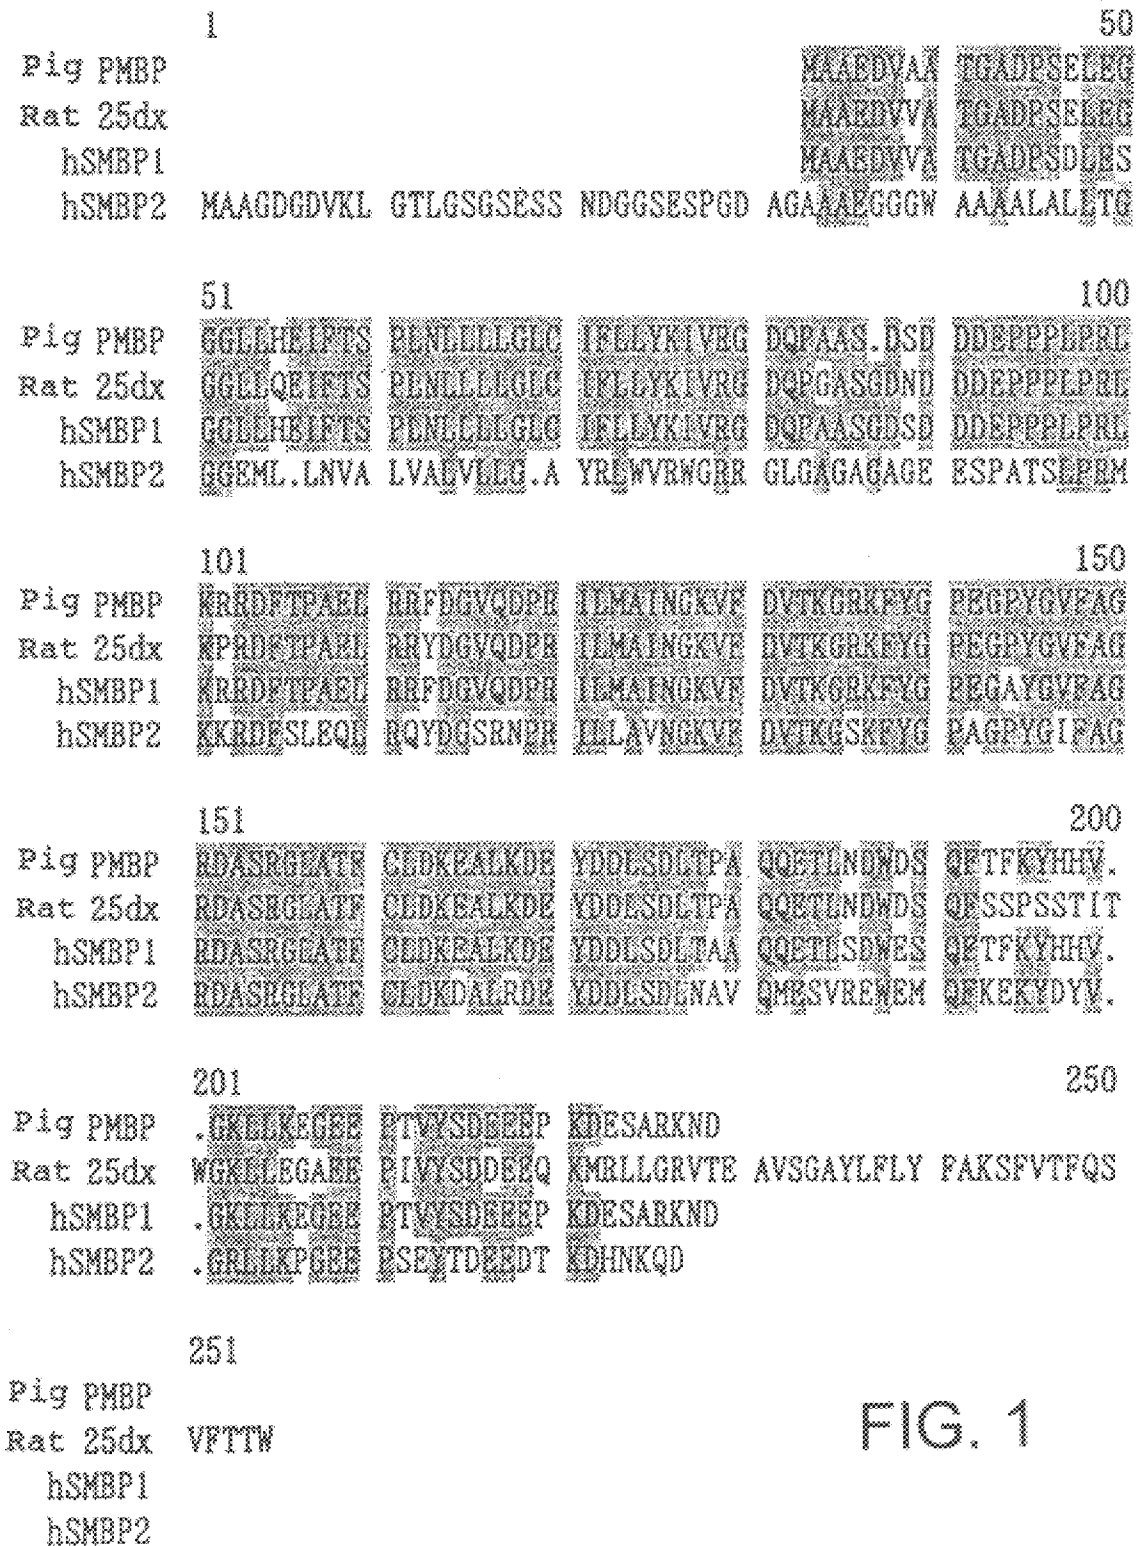 1 50
Pig PMBP MAAEDVAA TGADPSELEG
Rat 25dx MAAEDVVA TGADPSELEG
hSMBP1 MAAEDVVA TGADPSDLES
hSMBP2 MAAGDGDVKL GTLGSGSESS NDGGSESPGD AGAAAEGGGW AAAALALLTG
51 100
Pig PMBP GGLLHEIFTS PLNLLLLGLC IFLLYKIVRG DQPAAS.DSD DDEPPPLPRL
Rat 25dx GGLLQEIFTS PLNLLLLGLC IFLLYKIVRG DQPGASGDND DDEPPPLPRL
hSMBP1 GGLLHEIFTS PLNLLLLGLC IFLLYKIVRG DQPAASGDSD DDEPPPLPRL
hSMBP2 GGEML.LNVA LVALVLLG.A YRLWVRWGRR GLGAGAGAGE ESPATSLPRM
101 150
Pig PMBP KRRDFTPAEL RRFDGVQDPR ILMAINGKVF DVTKGRKFYG PEGPYGVFAG
Rat 25dx KPRDFTPAEL RRYDGVQDPR ILMAINGKVF DVTKGRKFYG PEGPYGVFAG
hSMBP1 KRRDFTPAEL RRFDGVQDPR ILMAINGKVF DVTKGRKFYG PEGAYGVFAG
hSMBP2 KKRDFSLEQL RQYDGSRNPR ILLAVNGKVF DVTKGSKFYG PAGPYGIFAG
151 200
Pig PMBP RDASRGLATF CLDKEALKDE YDDLSDLTPA QQETLNDWDS QFTFKYHHV.
Rat 25dx RDASRGLATF CLDKEALKDE YDDLSDLTPA QQETLNDWDS QFSSPSSTIT
hSMBP1 RDASRGLATF CLDKEALKDE YDDLSDLTAA QQETLSDWES QFTFKYHHV.
hSMBP2 RDASRGLATF CLDKDALRDE YDDLSDLNAV QMESVREWEM QFKEKYDYV.
201 250
Pig PMBP .GKLLKEGEE PTVYSDEEEP KDESARKND
Rat 25dx WGKLLEGAEE PIVYSDDEEQ KMRLLGRVTE AVSGAYLFLY FAKSFVTFQS
hSMBP1 .GKLLKEGEE PTVYSDEEEP KDESARKND
hSMBP2 .GRLLKPGEE PSEYTDEEDT KDHNKQD
251
Pig PMBP
Rat 25dx VFTTW
hSMBP1
hSMBP2
FIG. 1